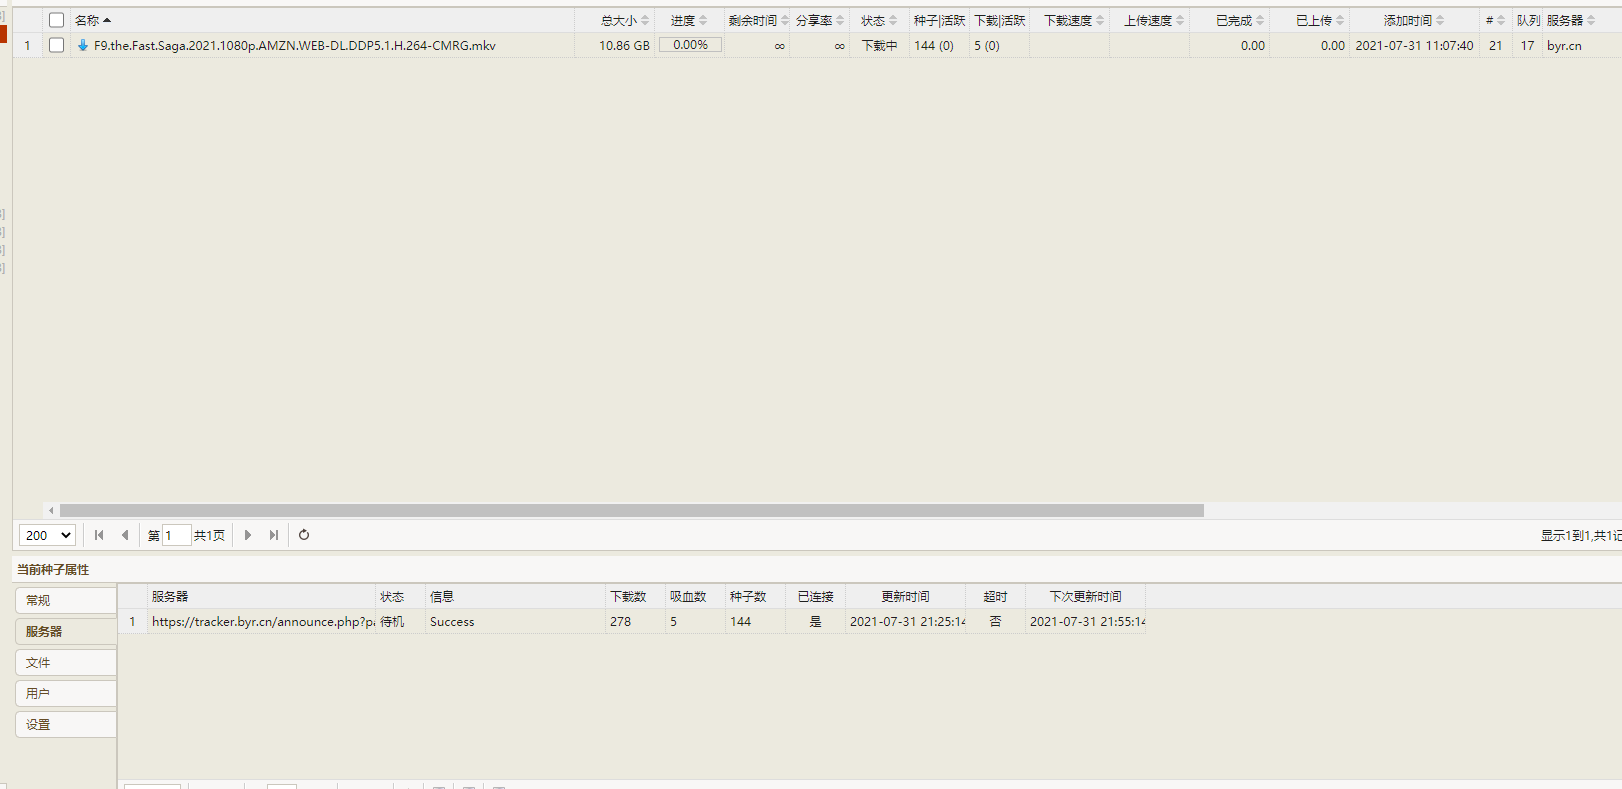 名称 总大小 进度 剩余时间 分享率 状态 种子|活跃 下载|活跃 下载速度 上传速度 已完成 已上传 添加时间 # 队列 服务器
1 F9.the.Fast.Saga.2021.1080p.AMZN.WEB-DL.DDP5.1.H.264-CMRG.mkv 10.86 GB 0.00% ∞ ∞ 下载中 144 (0) 5 (0) 0.00 0.00 2021-07-31 11:07:40 21 17 byr.cn
200 第 1 共1页 显示1到1,共1记
当前种子属性
常规
服务器
文件
用户
设置
服务器 状态 信息 下载数 吸血数 种子数 已连接 更新时间 超时 下次更新时间
1 https://tracker.byr.cn/announce.php?pa 待机 Success 278 5 144 是 2021-07-31 21:25:14 否 2021-07-31 21:55:14